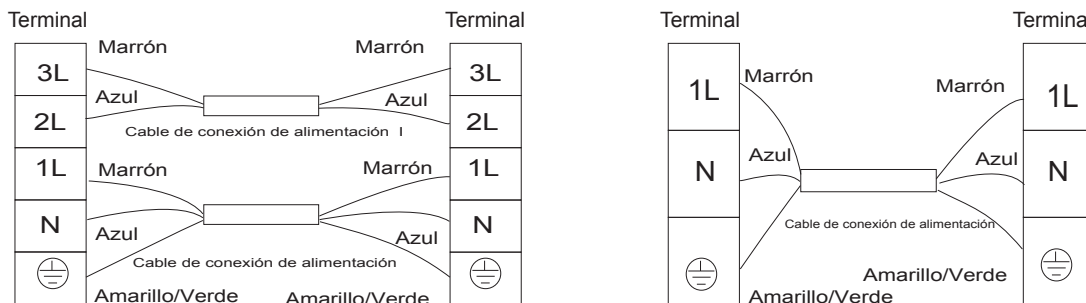 Terminal
Terminal
Marrón
Marrón
3L
3L
Azul
Azul
2L
2L
Cable de conexión de alimentación I
1L
1L
Marrón
Marrón
N
N
Azul
Azul
Cable de conexión de alimentación
Amarillo/Verde
Amarillo/Verde
Terminal
Termina
1L
1L
Marrón
Marrón
Azul
Azul
N
N
Cable de conexión de alimentación
Amarillo/Verde
Amarillo/Verde